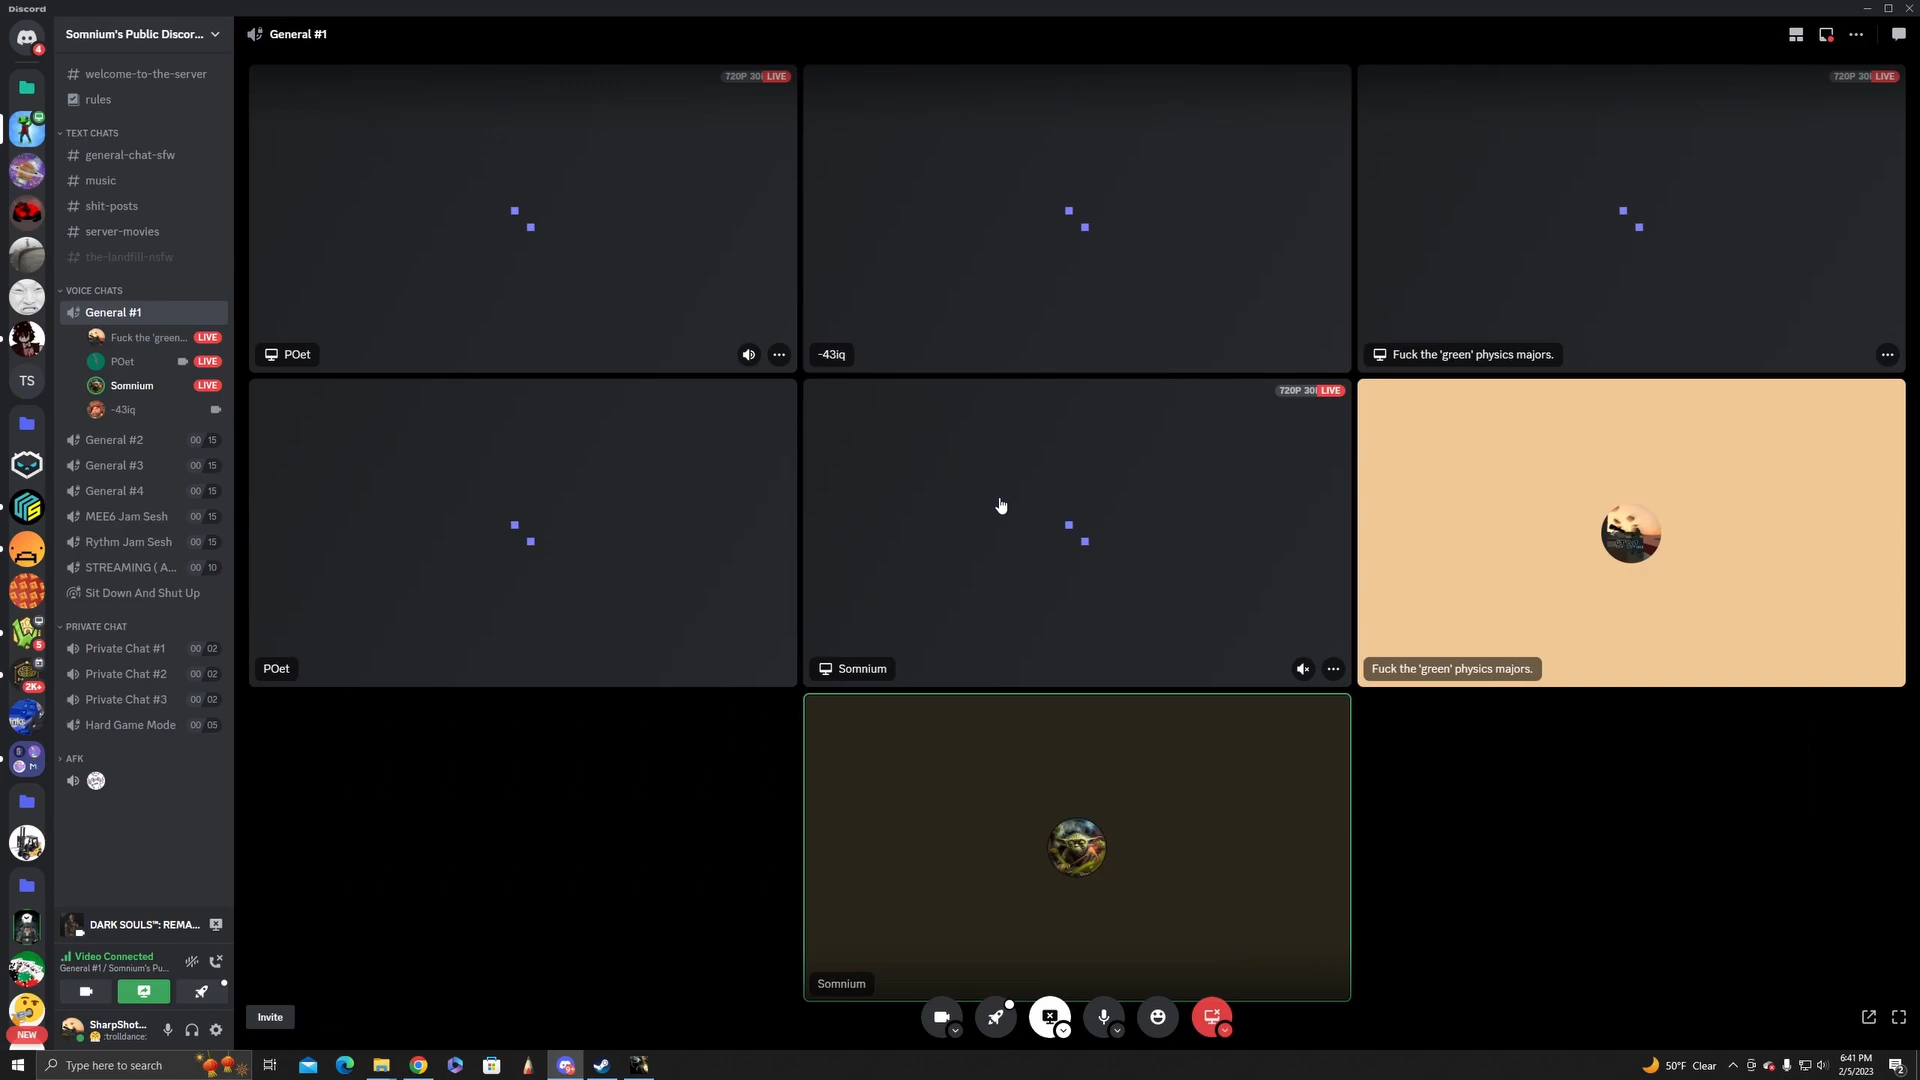 Discord
4
Somnium's Public Discor...
General #1
welcome-to-the-server
rules
TEXT CHATS
general-chat-sfw
music
shit-posts
server-movies
the-landfill-nsfw
VOICE CHATS
General #1
Fuck the 'green... LIVE
POet LIVE
Somnium LIVE
-43iq
General #2 00 15
General #3 00 15
General #4 00 15
MEE6 Jam Sesh 00 15
Rythm Jam Sesh 00 15
STREAMING ( A... 00 10
Sit Down And Shut Up
PRIVATE CHAT
Private Chat #1 00 02
Private Chat #2 00 02
Private Chat #3 00 02
Hard Game Mode 00 05
AFK
TS
5
2K+
NEW
DARK SOULS™: REMA...
Video Connected
General #1 / Somnium's Pu...
SharpShot...
:trolldance:
720P 30 LIVE
720P 30 LIVE
POet
-43iq
Fuck the 'green' physics majors.
720P 30 LIVE
POet
Somnium
Fuck the 'green' physics majors.
Somnium
Invite
Type here to search
9+
50°F Clear
6:41 PM
2/5/2023
2